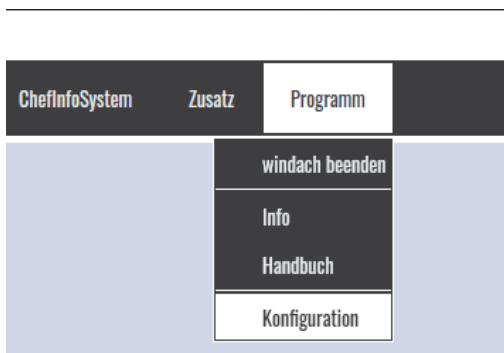 ChefInfoSystem Zusatz Programm
windach beenden
Info
Handbuch
Konfiguration